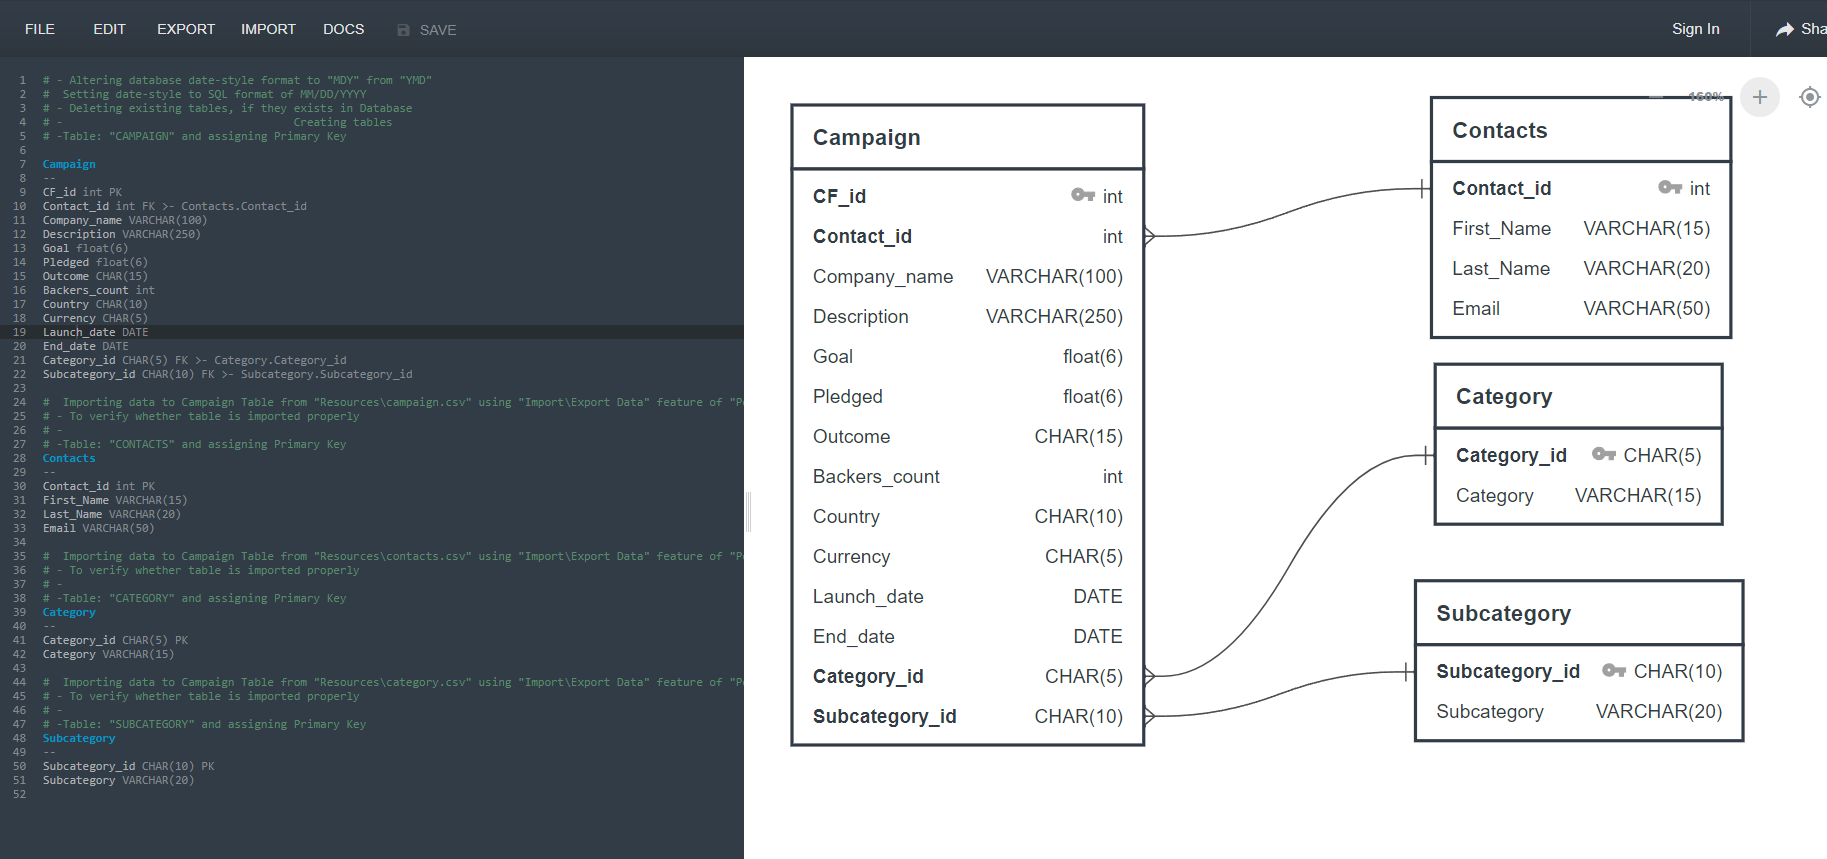 FILE EDIT EXPORT IMPORT DOCS SAVE Sign In Sha
1 # - Altering database date-style format to "MDY" from "YMD"
2 #  Setting date-style to SQL format of MM/DD/YYYY
3 # - Deleting existing tables, if they exists in Database
4 # - Creating tables
5 # -Table: "CAMPAIGN" and assigning Primary Key
6
7 Campaign
8 --
9 CF_id int PK
10 Contact_id int FK >- Contacts.Contact_id
11 Company_name VARCHAR(100)
12 Description VARCHAR(250)
13 Goal float(6)
14 Pledged float(6)
15 Outcome CHAR(15)
16 Backers_count int
17 Country CHAR(10)
18 Currency CHAR(5)
19 Launch_date DATE
20 End_date DATE
21 Category_id CHAR(5) FK >- Category.Category_id
22 Subcategory_id CHAR(10) FK >- Subcategory.Subcategory_id
23
24 #  Importing data to Campaign Table from "Resources\campaign.csv" using "Import\Export Data" feature of "P
25 # - To verify whether table is imported properly
26 # -
27 # -Table: "CONTACTS" and assigning Primary Key
28 Contacts
29 --
30 Contact_id int PK
31 First_Name VARCHAR(15)
32 Last_Name VARCHAR(20)
33 Email VARCHAR(50)
34
35 #  Importing data to Campaign Table from "Resources\contacts.csv" using "Import\Export Data" feature of "P
36 # - To verify whether table is imported properly
37 # -
38 # -Table: "CATEGORY" and assigning Primary Key
39 Category
40 --
41 Category_id CHAR(5) PK
42 Category VARCHAR(15)
43
44 #  Importing data to Campaign Table from "Resources\category.csv" using "Import\Export Data" feature of "P
45 # - To verify whether table is imported properly
46 # -
47 # -Table: "SUBCATEGORY" and assigning Primary Key
48 Subcategory
49 --
50 Subcategory_id CHAR(10) PK
51 Subcategory VARCHAR(20)
52
Campaign
CF_id int
Contact_id int
Company_name VARCHAR(100)
Description VARCHAR(250)
Goal float(6)
Pledged float(6)
Outcome CHAR(15)
Backers_count int
Country CHAR(10)
Currency CHAR(5)
Launch_date DATE
End_date DATE
Category_id CHAR(5)
Subcategory_id CHAR(10)
Contacts
Contact_id int
First_Name VARCHAR(15)
Last_Name VARCHAR(20)
Email VARCHAR(50)
Category
Category_id CHAR(5)
Category VARCHAR(15)
Subcategory
Subcategory_id CHAR(10)
Subcategory VARCHAR(20)